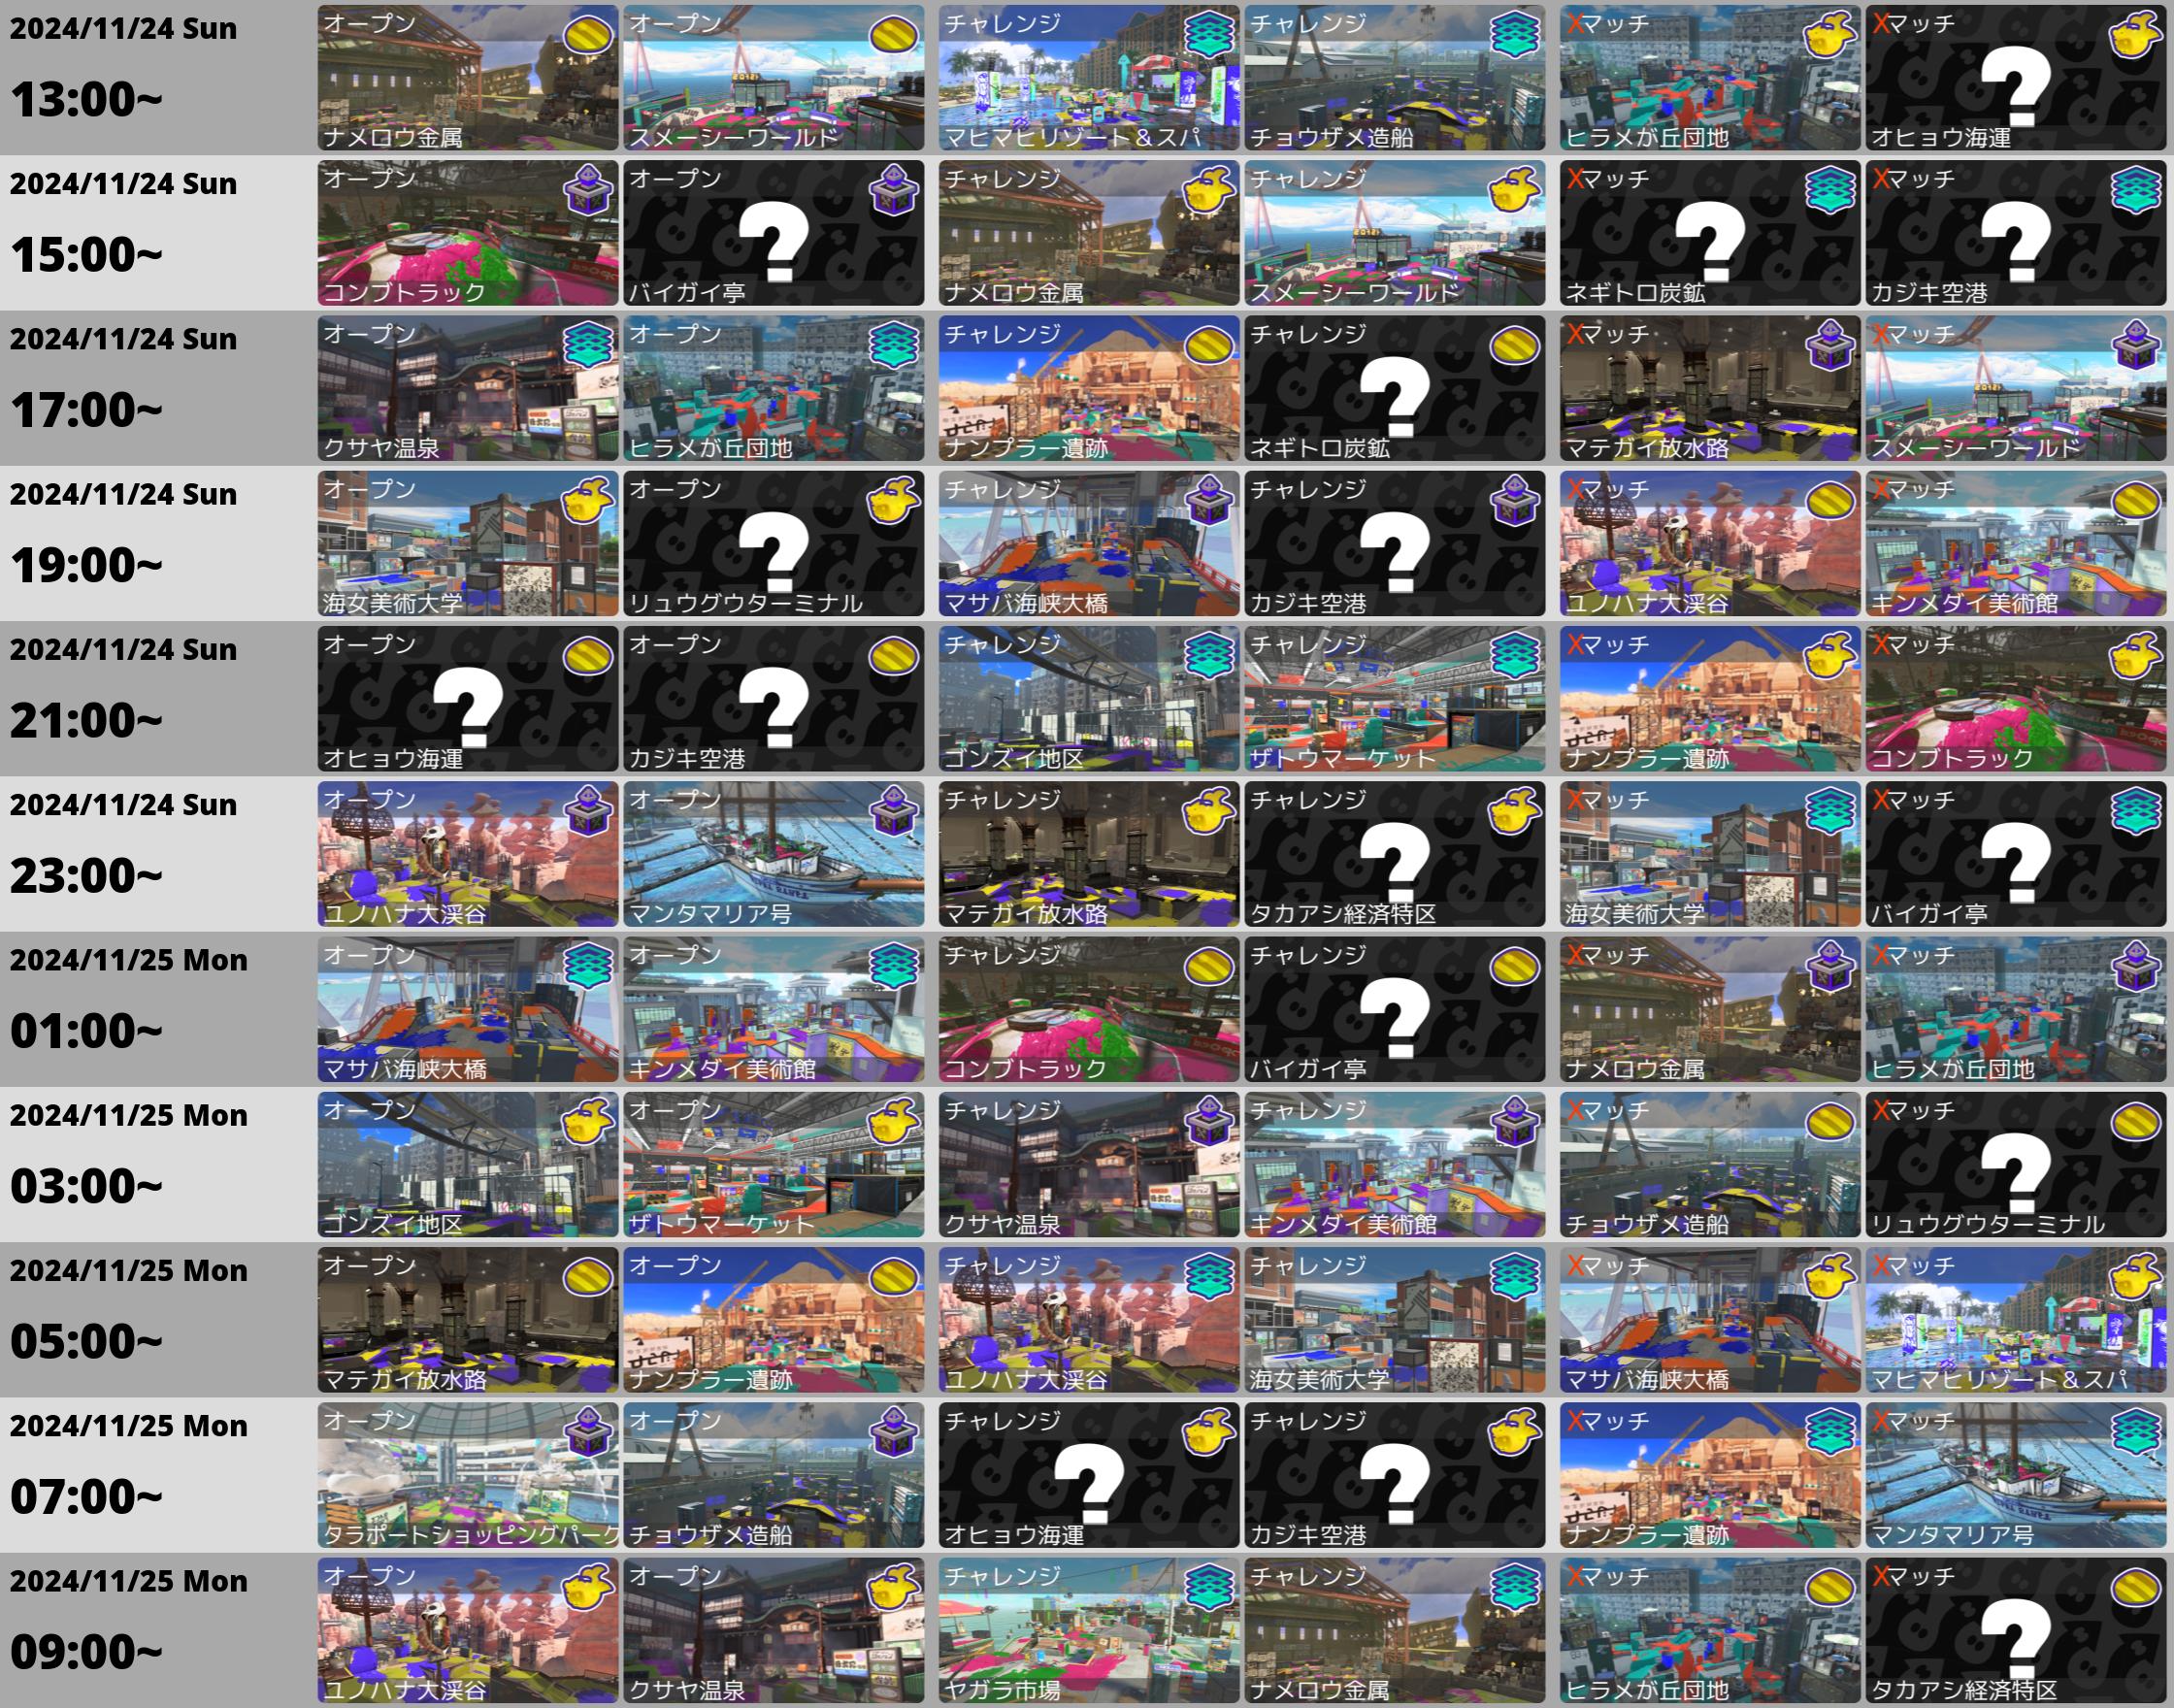 2024/11/24 Sun
13:00~
オープン オープン チャレンジ チャレンジ Xマッチ Xマッチ
ナメロウ金属 スメーシーワールド マヒマヒリゾート＆スパ チョウザメ造船 ヒラメが丘団地 オヒョウ海運
2024/11/24 Sun
15:00~
オープン オープン チャレンジ チャレンジ Xマッチ Xマッチ
コンブトラック バイガイ亭 ナメロウ金属 スメーシーワールド ネギトロ炭鉱 カジキ空港
2024/11/24 Sun
17:00~
オープン オープン チャレンジ チャレンジ Xマッチ Xマッチ
クサヤ温泉 ヒラメが丘団地 ナンプラー遺跡 ネギトロ炭鉱 マテガイ放水路 スメーシーワールド
2024/11/24 Sun
19:00~
オープン オープン チャレンジ チャレンジ Xマッチ Xマッチ
海女美術大学 リュウグウターミナル マサバ海峡大橋 カジキ空港 ユノハナ大渓谷 キンメダイ美術館
2024/11/24 Sun
21:00~
オープン オープン チャレンジ チャレンジ Xマッチ Xマッチ
オヒョウ海運 カジキ空港 ゴンズイ地区 ザトウマーケット ナンプラー遺跡 コンブトラック
2024/11/24 Sun
23:00~
オープン オープン チャレンジ チャレンジ Xマッチ Xマッチ
ユノハナ大渓谷 マンタマリア号 マテガイ放水路 タカアシ経済特区 海女美術大学 バイガイ亭
2024/11/25 Mon
01:00~
オープン オープン チャレンジ チャレンジ Xマッチ Xマッチ
マサバ海峡大橋 キンメダイ美術館 コンブトラック バイガイ亭 ナメロウ金属 ヒラメが丘団地
2024/11/25 Mon
03:00~
オープン オープン チャレンジ チャレンジ Xマッチ Xマッチ
ゴンズイ地区 ザトウマーケット クサヤ温泉 キンメダイ美術館 チョウザメ造船 リュウグウターミナル
2024/11/25 Mon
05:00~
オープン オープン チャレンジ チャレンジ Xマッチ Xマッチ
マテガイ放水路 ナンプラー遺跡 ユノハナ大渓谷 海女美術大学 マサバ海峡大橋 マヒマヒリゾート＆スパ
2024/11/25 Mon
07:00~
オープン オープン チャレンジ チャレンジ Xマッチ Xマッチ
タラポートショッピングパーク チョウザメ造船 オヒョウ海運 カジキ空港 ナンプラー遺跡 マンタマリア号
2024/11/25 Mon
09:00~
オープン オープン チャレンジ チャレンジ Xマッチ Xマッチ
ユノハナ大渓谷 クサヤ温泉 ヤガラ市場 ナメロウ金属 ヒラメが丘団地 タカアシ経済特区